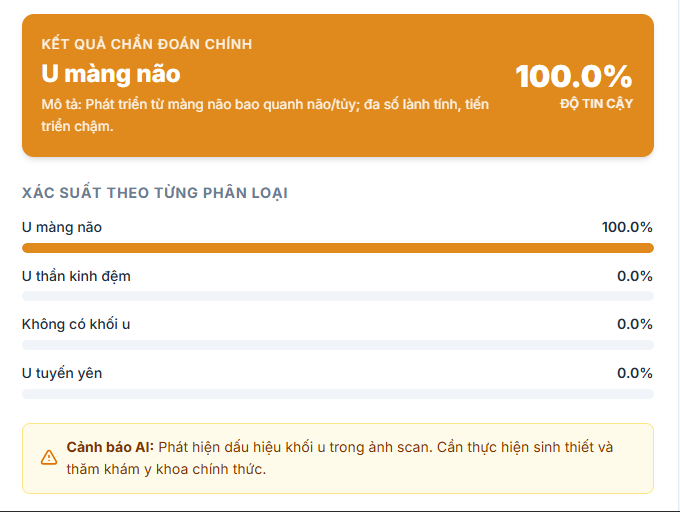 KẾT QUẢ CHẨN ĐOÁN CHÍNH
U màng não
100.0%
Mô tả: Phát triển từ màng não bao quanh não/tủy; đa số lành tính, tiến
triển chậm.
ĐỘ TIN CẬY
XÁC SUẤT THEO TỪNG PHÂN LOẠI
U màng não 100.0%
U thần kinh đệm 0.0%
Không có khối u 0.0%
U tuyến yên 0.0%
Cảnh báo AI: Phát hiện dấu hiệu khối u trong ảnh scan. Cần thực hiện sinh thiết và
thăm khám y khoa chính thức.